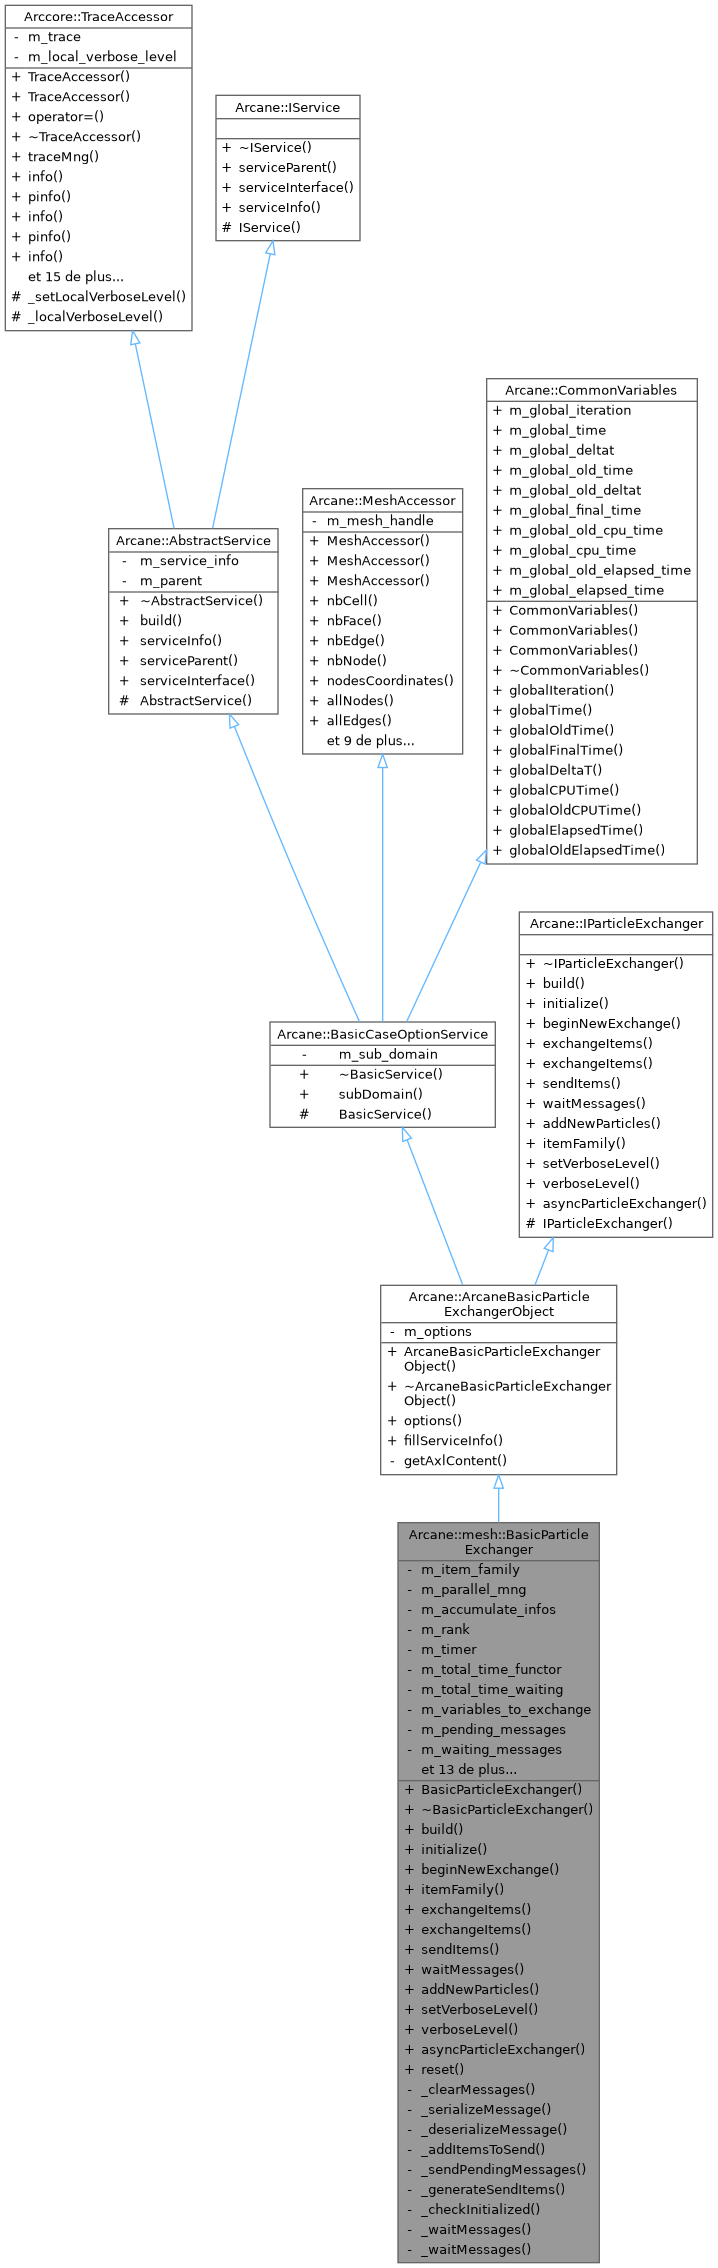 Arccore::TraceAccessor
- m_trace
- m_local_verbose_level
+ TraceAccessor()
+ TraceAccessor()
+ operator=()
+ ~TraceAccessor()
+ traceMng()
+ info()
+ pinfo()
+ info()
+ pinfo()
+ info()
et 15 de plus...
# _setLocalVerboseLevel()
# _localVerboseLevel()
Arcane::IService
+ ~IService()
+ serviceParent()
+ serviceInterface()
+ serviceInfo()
# IService()
Arcane::CommonVariables
+ m_global_iteration
+ m_global_time
+ m_global_deltat
+ m_global_old_time
+ m_global_old_deltat
+ m_global_final_time
+ m_global_old_cpu_time
+ m_global_cpu_time
+ m_global_old_elapsed_time
+ m_global_elapsed_time
+ CommonVariables()
+ CommonVariables()
+ CommonVariables()
+ ~CommonVariables()
+ globalIteration()
+ globalTime()
+ globalOldTime()
+ globalFinalTime()
+ globalDeltaT()
+ globalCPUTime()
+ globalOldCPUTime()
+ globalElapsedTime()
+ globalOldElapsedTime()
Arcane::MeshAccessor
- m_mesh_handle
+ MeshAccessor()
+ MeshAccessor()
+ MeshAccessor()
+ nbCell()
+ nbFace()
+ nbEdge()
+ nbNode()
+ nodesCoordinates()
+ allNodes()
+ allEdges()
et 9 de plus...
Arcane::AbstractService
- m_service_info
- m_parent
+ ~AbstractService()
+ build()
+ serviceInfo()
+ serviceParent()
+ serviceInterface()
# AbstractService()
Arcane::IParticleExchanger
+ ~IParticleExchanger()
+ build()
+ initialize()
+ beginNewExchange()
+ exchangeItems()
+ exchangeItems()
+ sendItems()
+ waitMessages()
+ addNewParticles()
+ itemFamily()
+ setVerboseLevel()
+ verboseLevel()
+ asyncParticleExchanger()
# IParticleExchanger()
Arcane::BasicCaseOptionService
- m_sub_domain
+ ~BasicService()
+ subDomain()
# BasicService()
Arcane::ArcaneBasicParticle
ExchangerObject
- m_options
+ ArcaneBasicParticleExchanger
Object()
+ ~ArcaneBasicParticleExchanger
Object()
+ options()
+ fillServiceInfo()
- getAxlContent()
Arcane::mesh::BasicParticle
Exchanger
- m_item_family
- m_parallel_mng
- m_accumulate_infos
- m_rank
- m_timer
- m_total_time_functor
- m_total_time_waiting
- m_variables_to_exchange
- m_pending_messages
- m_waiting_messages
et 13 de plus...
+ BasicParticleExchanger()
+ ~BasicParticleExchanger()
+ build()
+ initialize()
+ beginNewExchange()
+ itemFamily()
+ exchangeItems()
+ exchangeItems()
+ sendItems()
+ waitMessages()
+ addNewParticles()
+ setVerboseLevel()
+ verboseLevel()
+ asyncParticleExchanger()
+ reset()
- _clearMessages()
- _serializeMessage()
- _deserializeMessage()
- _addItemsToSend()
- _sendPendingMessages()
- _generateSendItems()
- _checkInitialized()
- _waitMessages()
- _waitMessages()